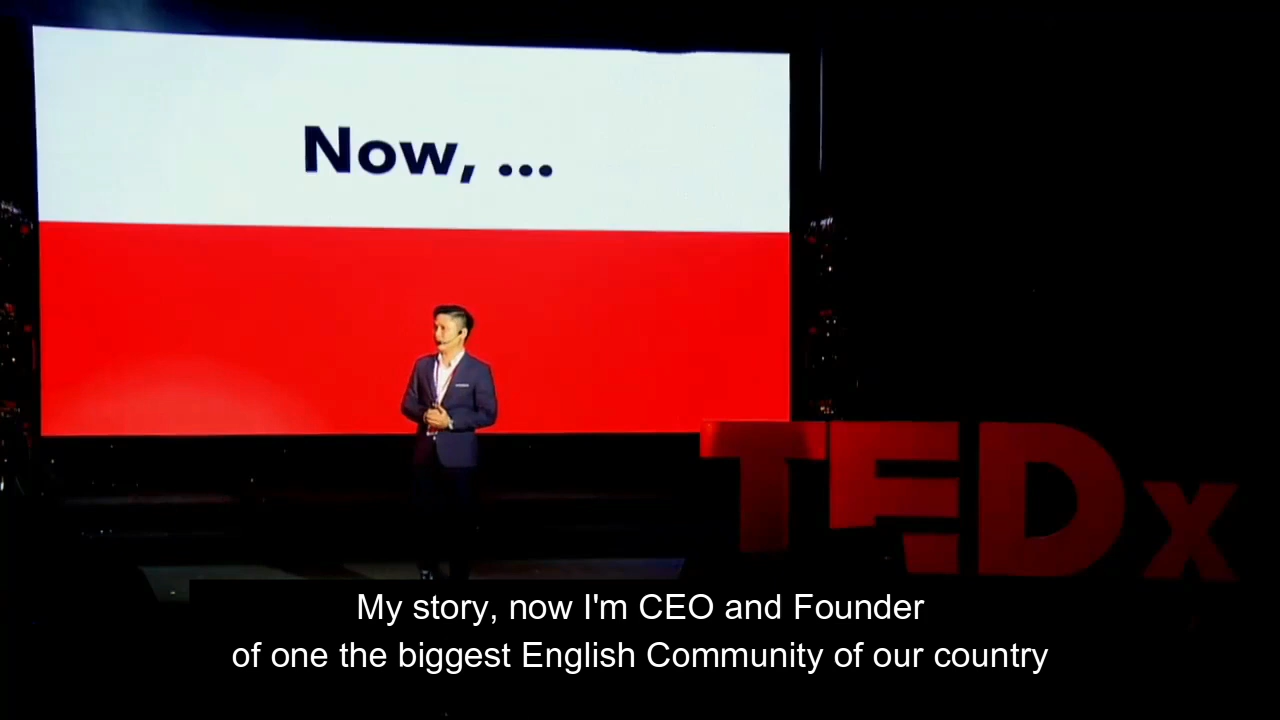 Now, ...
TEDx
My story, now I'm CEO and Founder
of one the biggest English Community of our country